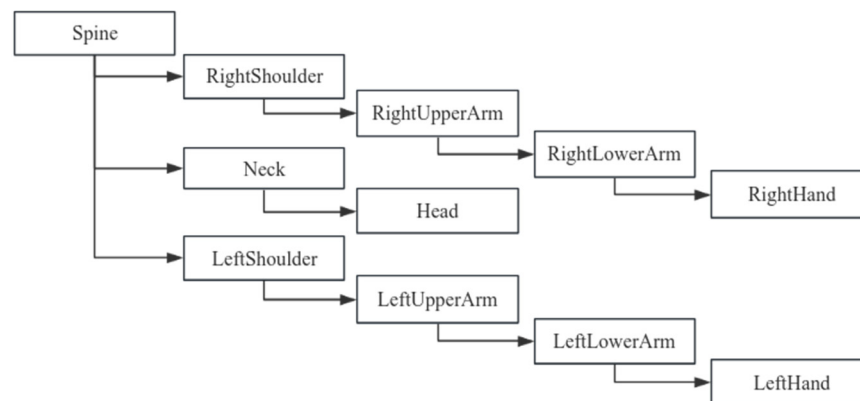 Spine
RightShoulder
RightUpperArm
RightLowerArm
RightHand
Neck
Head
LeftShoulder
LeftUpperArm
LeftLowerArm
LeftHand